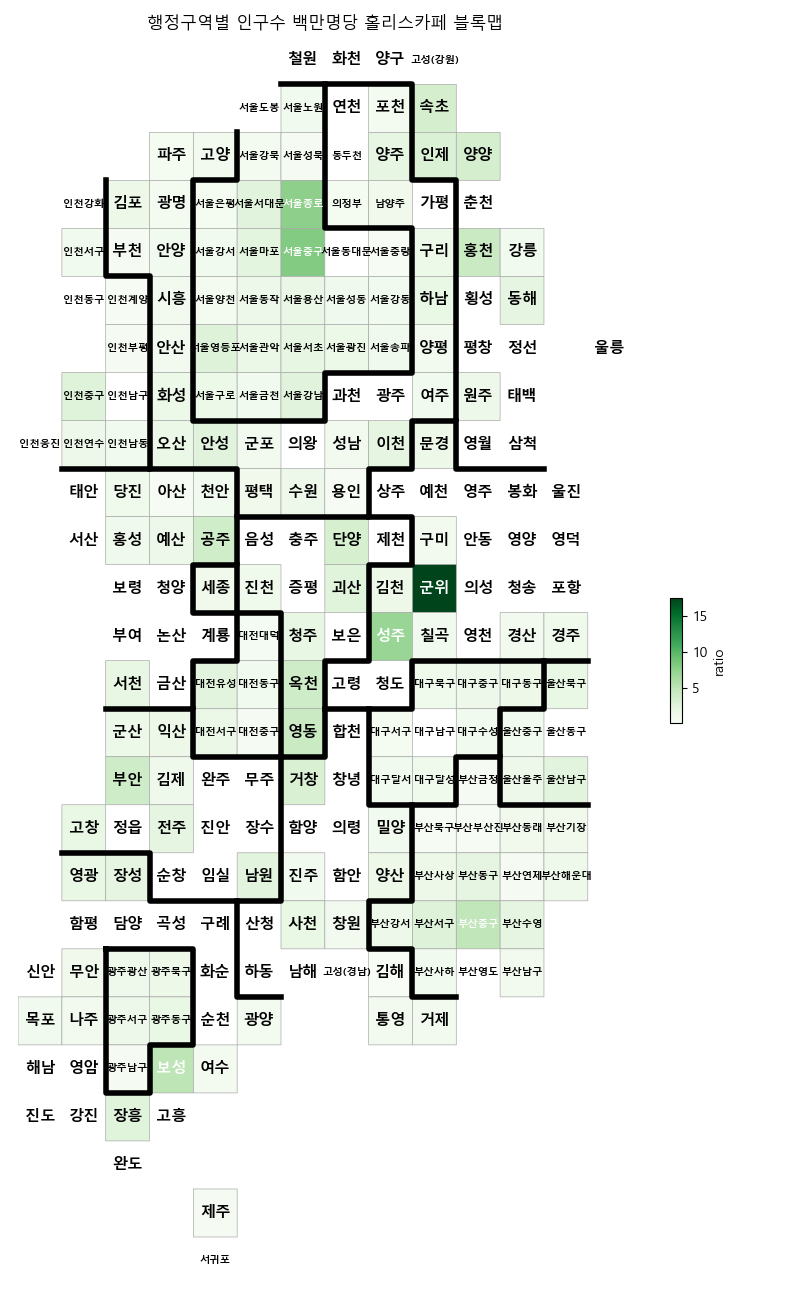 행정구역별 인구수 백만명당 홀리스카페 블록맵
철원 화천 양구 고성(강원)
서울도봉 서울노원 연천 포천 속초
파주 고양 서울강북 서울성북 동두천 양주 인제 양양
인천강화 김포 광명 서울은평 서울서대문 서울종로 의정부 남양주 가평 춘천
인천서구 부천 안양 서울강서 서울마포 서울중구 서울동대문 서울중랑 구리 홍천 강릉
인천동구 인천계양 시흥 서울양천 서울동작 서울용산 서울성동 서울강동 하남 횡성 동해
인천부평 안산 서울영등포 서울관악 서울서초 서울광진 서울송파 양평 평창 정선 울릉
인천중구 인천남구 화성 서울구로 서울금천 서울강남 과천 광주 여주 원주 태백
인천옹진 인천연수 인천남동 오산 안성 군포 의왕 성남 이천 문경 영월 삼척
태안 당진 아산 천안 평택 수원 용인 상주 예천 영주 봉화 울진
서산 홍성 예산 공주 음성 충주 단양 제천 구미 안동 영양 영덕
보령 청양 세종 진천 증평 괴산 김천 군위 의성 청송 포항
부여 논산 계룡 대전대덕 청주 보은 성주 칠곡 영천 경산 경주
서천 금산 대전유성 대전동구 옥천 고령 청도 대구북구 대구중구 대구동구 울산북구
군산 익산 대전서구 대전중구 영동 합천 대구서구 대구남구 대구수성 울산중구 울산동구
부안 김제 완주 무주 거창 창녕 대구달서 대구달성 부산금정 울산울주 울산남구
고창 정읍 전주 진안 장수 함양 의령 밀양 부산북구 부산부산진 부산동래 부산기장
영광 장성 순창 임실 남원 진주 함안 양산 부산사상 부산동구 부산연제 부산해운대
함평 담양 곡성 구례 산청 사천 창원 부산강서 부산서구 부산중구 부산수영
신안 무안 광주광산 광주북구 화순 하동 남해 고성(경남) 김해 부산사하 부산영도 부산남구
목포 나주 광주서구 광주동구 순천 광양 통영 거제
해남 영암 광주남구 보성 여수
진도 강진 장흥 고흥
완도
제주
서귀포
15
10
5
ratio